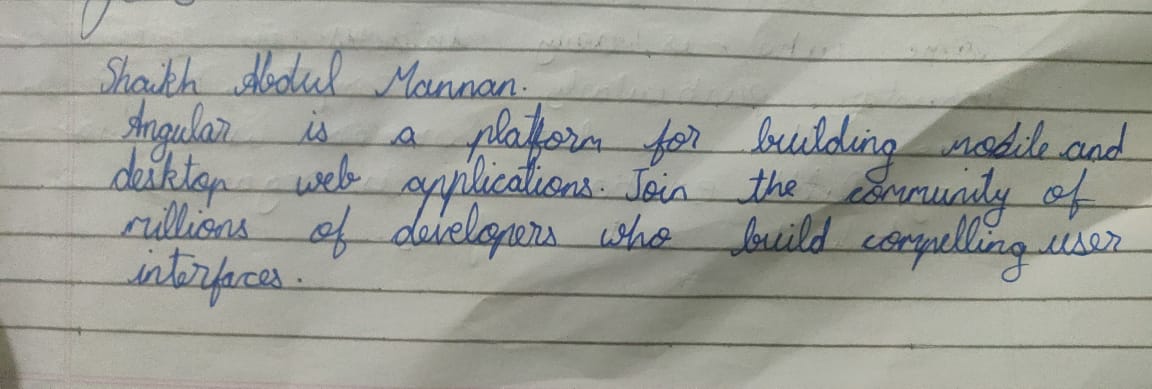 Shaikh Abdul Mannan.
Angular is a platform for building mobile and
desktop web applications. Join the community of
millions of developers who build compelling user
interfaces.